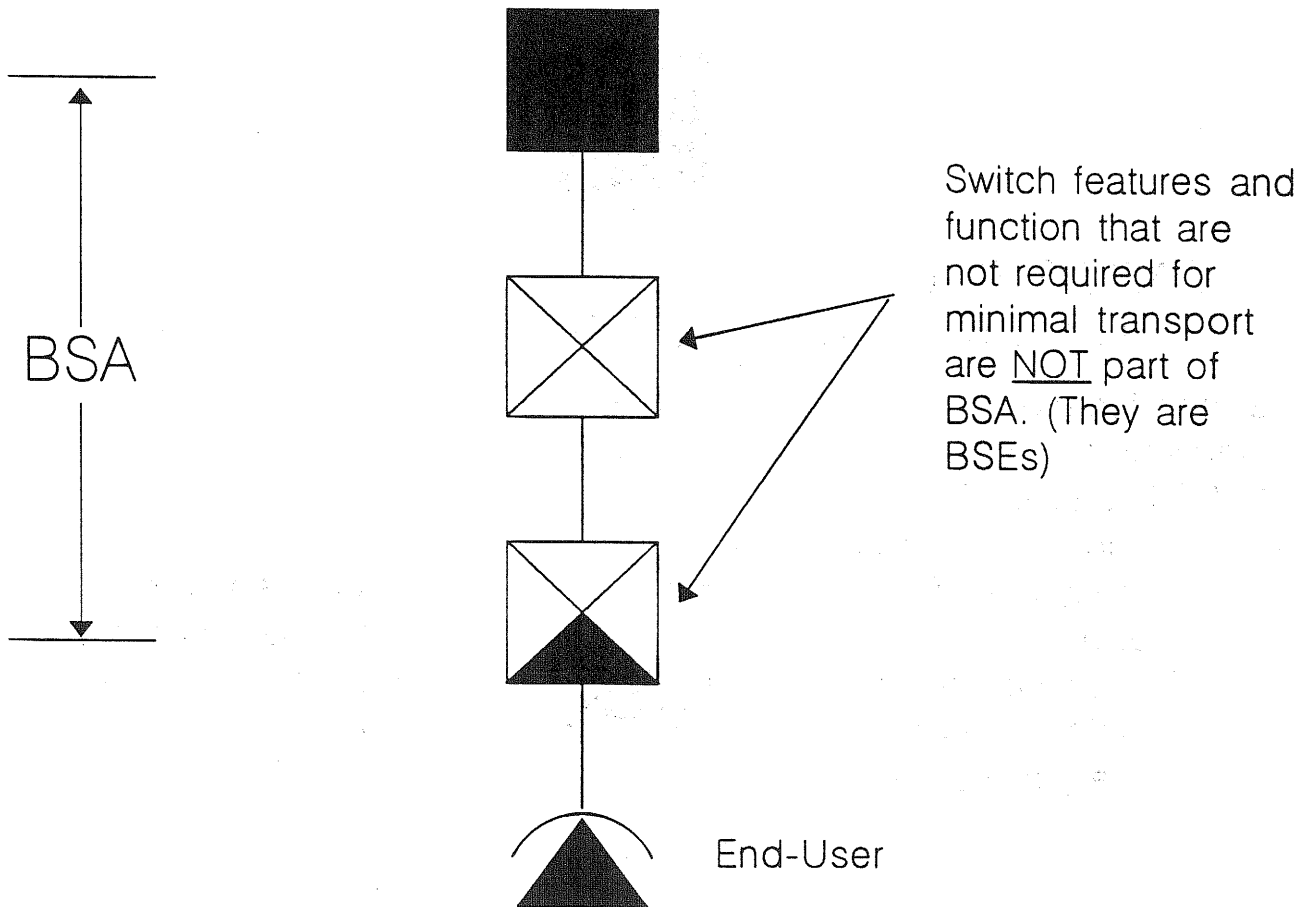 BSA
Switch features and
function that are
not required for
minimal transport
are NOT part of
BSA. (They are
BSEs)
End-User